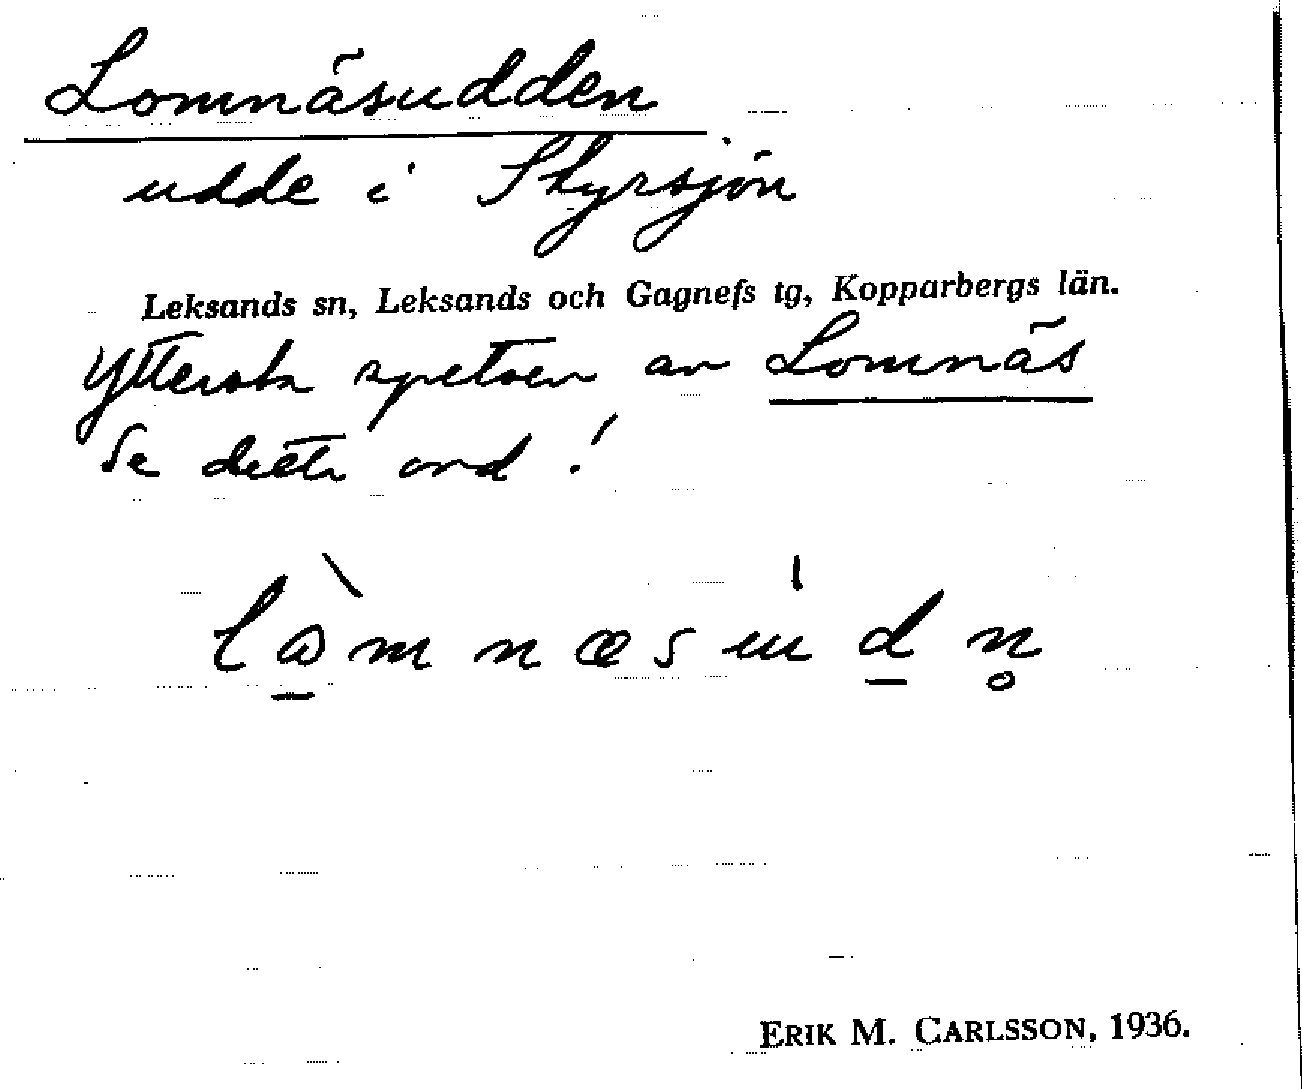 Lomnäsudden
udde i Styrsjön
Leksands sn, Leksands och Gagnefs tg, Kopparbergs län.
Yttersta spetsen av Lomnäs
Se detta ord!
ERIK M. CARLSSON, 1936.